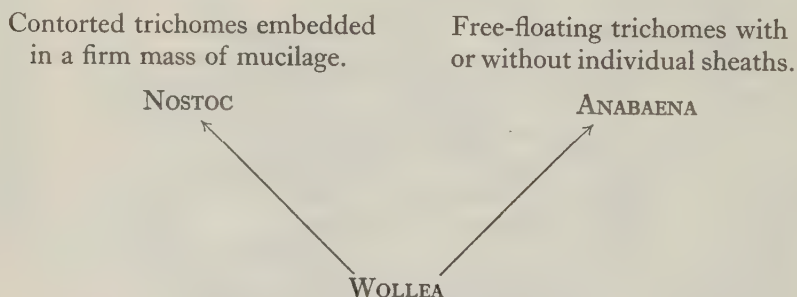 Contorted trichomes embedded
in a firm mass of mucilage.
Free-floating trichomes with
or without individual sheaths.
NOSTOC
ANABAENA
WOLLEA